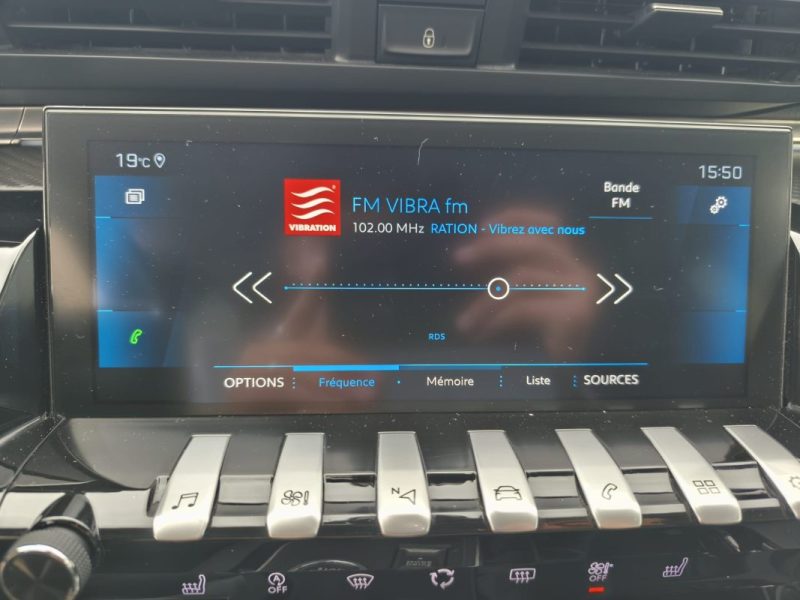 19°C
15:50
VIBRATION
FM VIBRA fm
102.00 MHz RATION - Vibrez avec nous
Bande
FM
RDS
OPTIONS Fréquence Mémoire Liste SOURCES
N
OFF
OFF